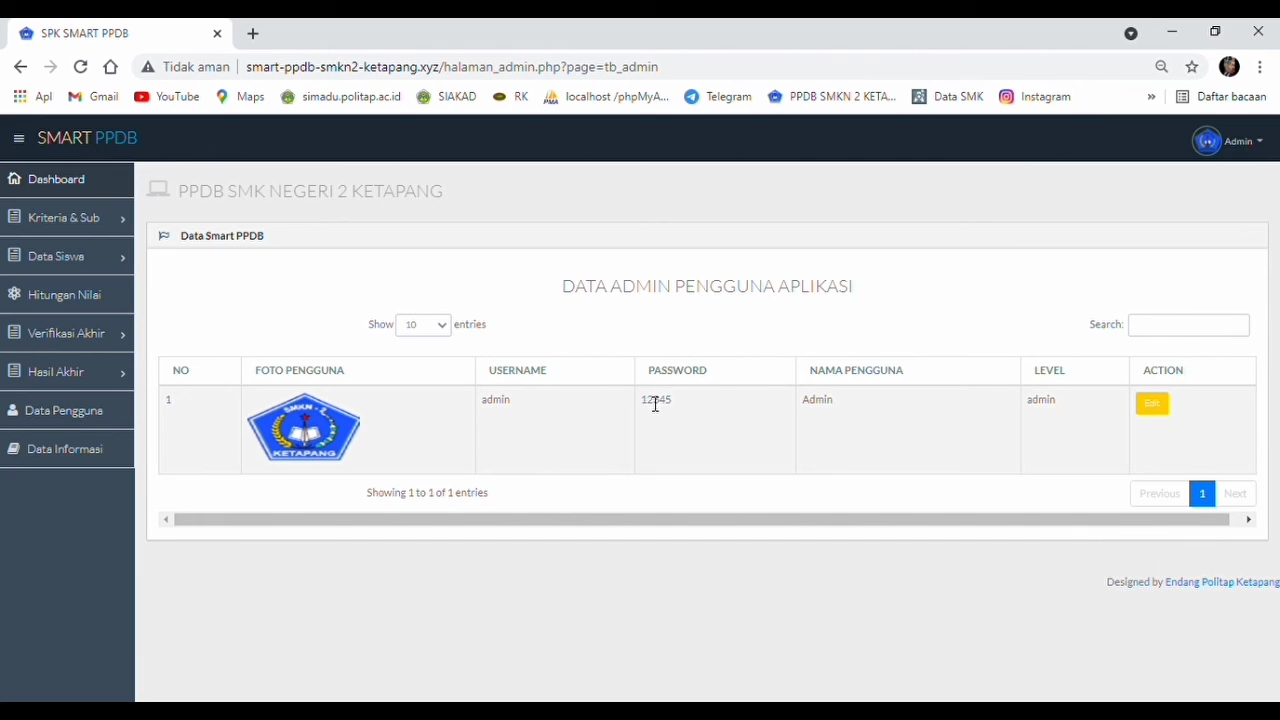 SPK SMART PPDB
Tidak aman
smart-ppdb-smkn2-ketapang.xyz/halaman_admin.php?page=tb_admin
Apl
Gmail
YouTube
Maps
simadu.politap.ac.id
SIAKAD
RK
localhost /phpMyA...
Telegram
PPDB SMKN 2 KETA...
Data SMK
Instagram
»
Daftar bacaan
SMART PPDB
Admin
Dashboard
Kriteria & Sub
Data Siswa
Hitungan Nilai
Verifikasi Akhir
Hasil Akhir
Data Pengguna
Data Informasi
PPDB SMK NEGERI 2 KETAPANG
Data Smart PPDB
DATA ADMIN PENGGUNA APLIKASI
Show 10 entries
Search:
NO
FOTO PENGGUNA
USERNAME
PASSWORD
NAMA PENGGUNA
LEVEL
ACTION
1
SMKN - 2
KETAPANG
admin
12345
Admin
admin
Edit
Showing 1 to 1 of 1 entries
Previous
1
Next
Designed by Endang Politap Ketapang